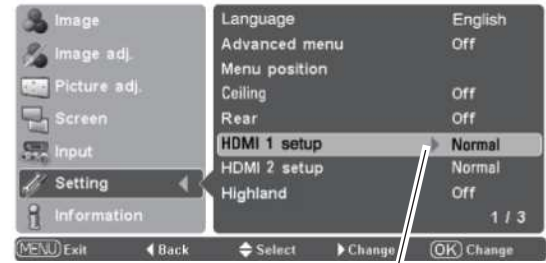 Image
Image adj.
Picture adj.
Screen
Input
Setting
Information
Language English
Advanced menu Off
Menu position
Ceiling Off
Rear Off
HDMI 1 setup Normal
HDMI 2 setup Normal
Highland Off
1 / 3
MENU Exit Back Select Change OK Change